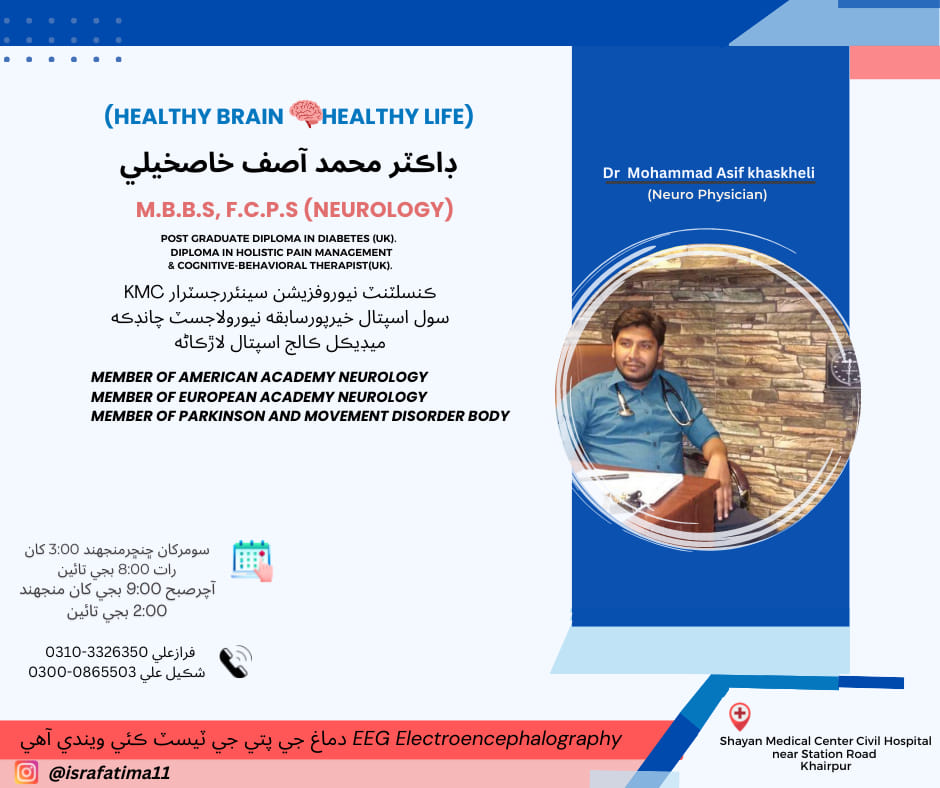 (HEALTHY BRAIN HEALTHY LIFE)
ڊاڪٽر محمد آصف خاصخيلي
M.B.B.S, F.C.P.S (NEUROLOGY)
POST GRADUATE DIPLOMA IN DIABETES (UK).
DIPLOMA IN HOLISTIC PAIN MANAGEMENT
& COGNITIVE-BEHAVIORAL THERAPIST(UK).
ڪنسلٽنٽ نيوروفزيشن سينئررجسٽرار KMC
سول اسپتال خيرپورسابقه نيورولاجسٽ چانڊڪه
ميڊيڪل ڪالج اسپتال لاڙڪاڻه
MEMBER OF AMERICAN ACADEMY NEUROLOGY
MEMBER OF EUROPEAN ACADEMY NEUROLOGY
MEMBER OF PARKINSON AND MOVEMENT DISORDER BODY
Dr Mohammad Asif khaskheli
(Neuro Physician)
سومرکان ڇنڇرمنجهند 3:00 کان
رات 8:00 بجي تائين
آچرصبح 9:00 بجي کان منجهند
2:00 بجي تائين
فرازعلي 0310-3326350
شڪيل علي 0300-0865503
دماغ جي پٽي جي ٽيسٽ ڪئي ويندي آهي EEG Electroencephalography
@israfatima11
Shayan Medical Center Civil Hospital
near Station Road
Khairpur